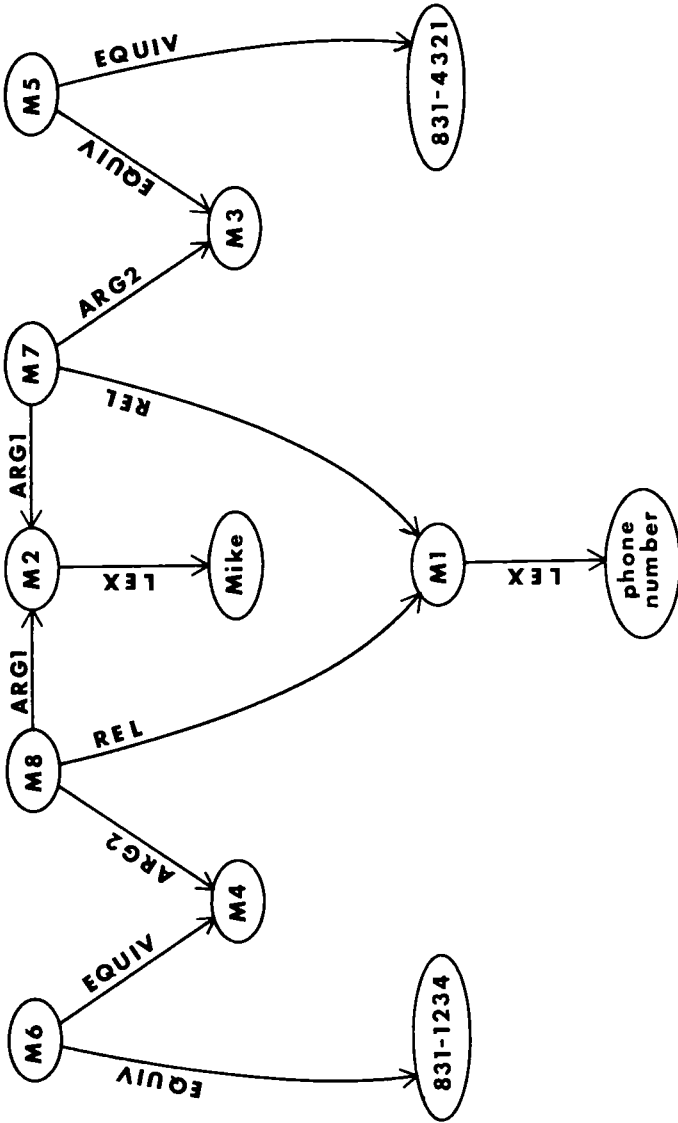 M6
M8
ARG1
M2
ARG1
M7
M5
EQUIV
ARG2
REL
LEX
REL
ARG2
EQUIV
EQUIV
EQUIV
M4
Mike
M3
831-1234
M1
831-4321
LEX
phone
number